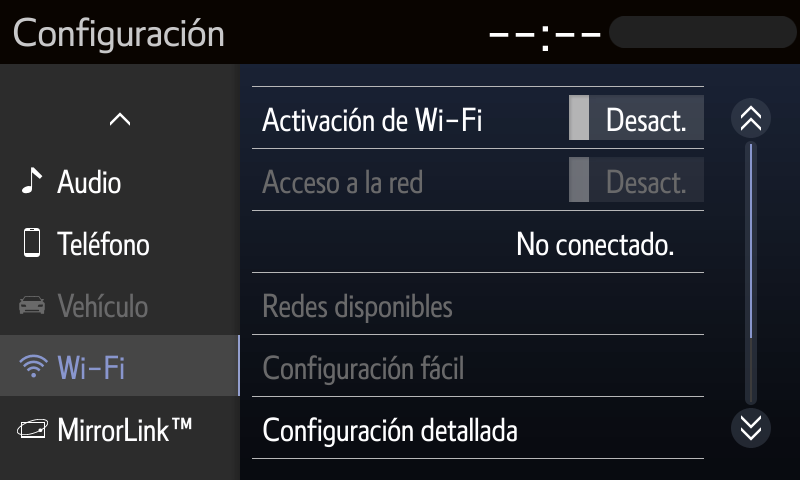 Configuración --:--
Audio
Teléfono
Vehículo
Wi-Fi
MirrorLink™
Activación de Wi-Fi Desact.
Acceso a la red Desact.
No conectado.
Redes disponibles
Configuración fácil
Configuración detallada